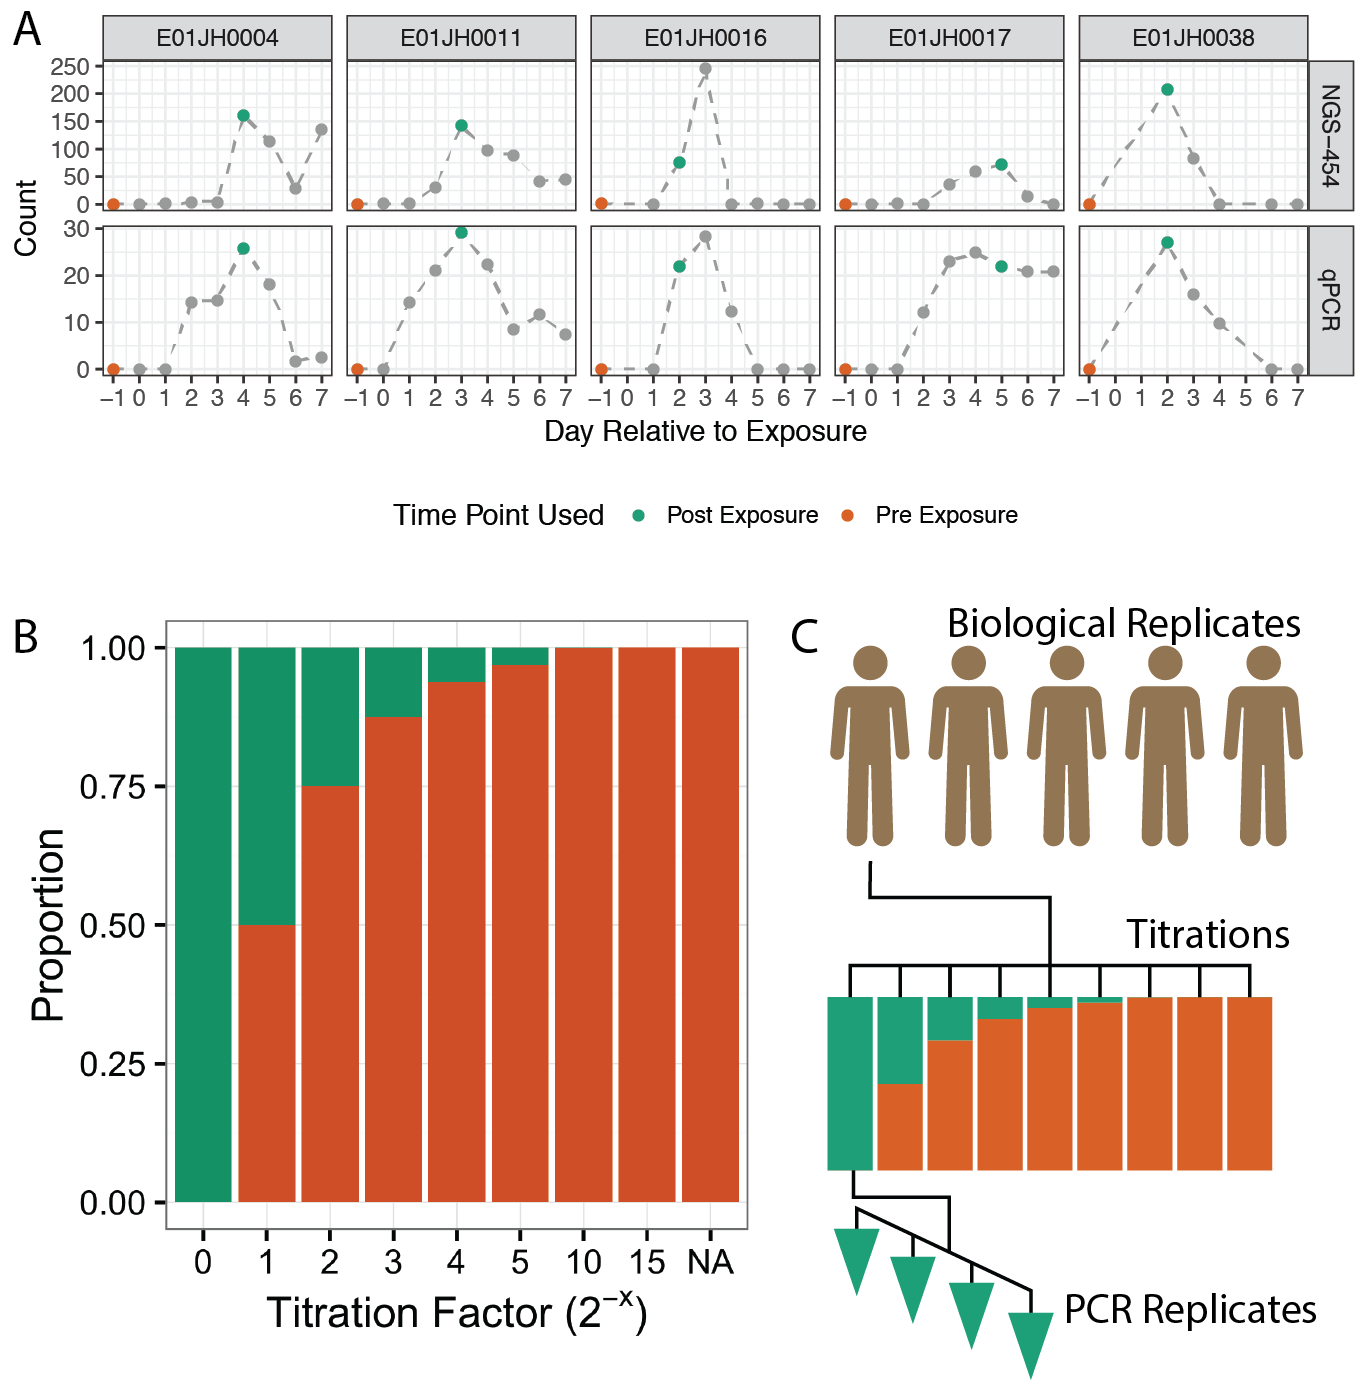 A
E01JH0004 E01JH0011 E01JH0016 E01JH0017 E01JH0038
250
200
150
100
50
0
NGS−454
30
20
10
0
qPCR
Count
−1 0 1 2 3 4 5 6 7 −1 0 1 2 3 4 5 6 7 −1 0 1 2 3 4 5 6 7 −1 0 1 2 3 4 5 6 7 −1 0 1 2 3 4 5 6 7
Day Relative to Exposure
Time Point Used Post Exposure Pre Exposure
B
1.00
0.75
0.50
0.25
0.00
Proportion
0 1 2 3 4 5 10 15 NA
Titration Factor (2⁻ˣ)
C
Biological Replicates
Titrations
PCR Replicates